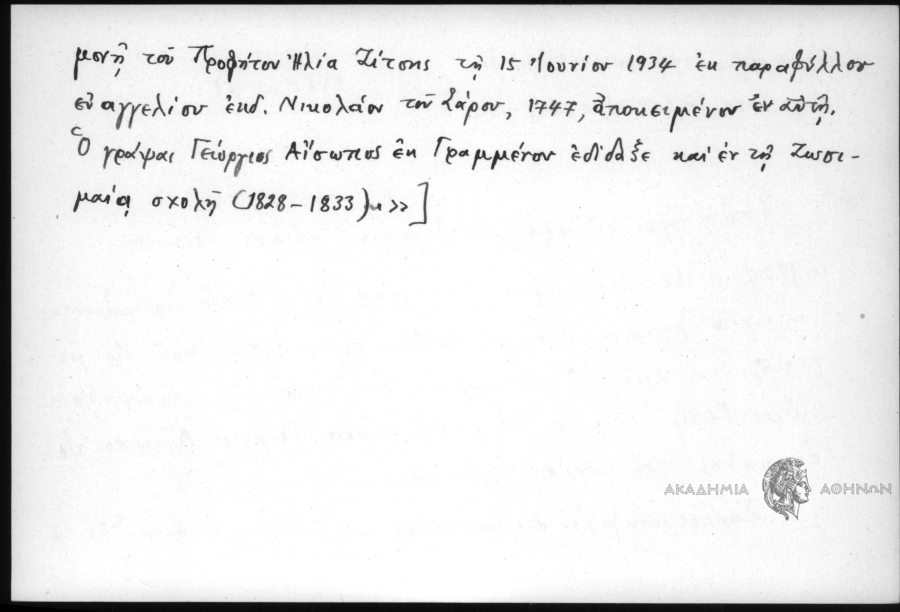 μονῇ τοῦ Προφήτου Ἠλία Ζίτσης τῇ 15 Ἰουνίου 1934 ἐκ παραφύλλου
εὐαγγελίου ἐκδ. Νικολάου τοῦ Σάρου, 1747, ἀποκειμένου ἐν αὐτῇ.
Ὁ γράψας Γεώργιος Αἴσωπος ἐκ Γραμμένου ἐδίδαξε καὶ ἐν τῇ Ζωσι-
μαίᾳ σχολῇ (1828-1833)» >>]
ΑΚΑΔΗΜΙΑ ΑΘΗΝΩΝ